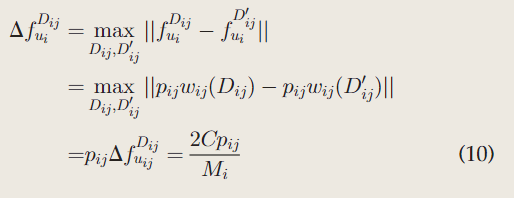 Δf_{u_i}^{D_{ij}} = max_{D_{ij},D'_{ij}} ||f_{u_i}^{D_{ij}} − f_{u_i}^{D'_{ij}}||
= max_{D_{ij},D'_{ij}} ||p_{ij}w_{ij}(D_{ij}) − p_{ij}w_{ij}(D'_{ij})||
=p_{ij}Δf_{u_{ij}}^{D_{ij}} = \frac{2Cp_{ij}}{M_i} (10)